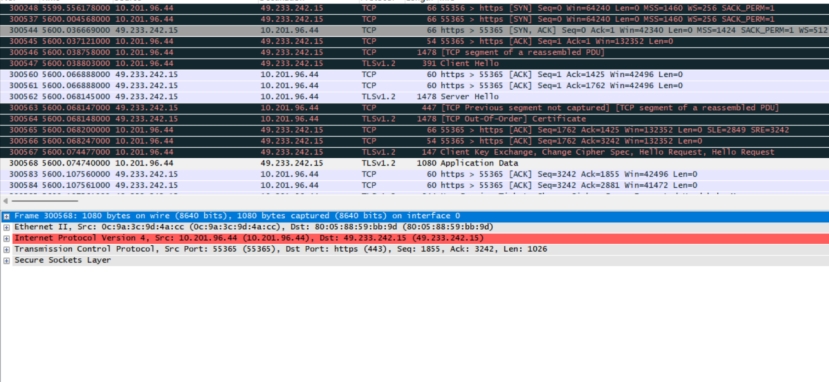 300248 5599.556178000 10.201.96.44 49.233.242.15 TCP 66 55356 > https [SYN] Seq=0 Win=64240 Len=0 MSS=1460 WS=256 SACK_PERM=1
300537 5600.004568000 10.201.96.44 49.233.242.15 TCP 66 55365 > https [SYN] Seq=0 Win=64240 Len=0 MSS=1460 WS=256 SACK_PERM=1
300544 5600.036669000 49.233.242.15 10.201.96.44 TCP 66 https > 55365 [SYN, ACK] Seq=0 Ack=1 Win=42340 Len=0 MSS=1424 SACK_PERM=1 WS=512
300545 5600.037121000 10.201.96.44 49.233.242.15 TCP 54 55365 > https [ACK] Seq=1 Ack=1 Win=132352 Len=0
300546 5600.038758000 10.201.96.44 49.233.242.15 TCP 1478 [TCP segment of a reassembled PDU]
300547 5600.038803000 10.201.96.44 49.233.242.15 TLSv1.2 391 Client Hello
300560 5600.066888000 49.233.242.15 10.201.96.44 TCP 60 https > 55365 [ACK] Seq=1 Ack=1425 Win=42496 Len=0
300561 5600.066888000 49.233.242.15 10.201.96.44 TCP 60 https > 55365 [ACK] Seq=1 Ack=1762 Win=42496 Len=0
300562 5600.068145000 49.233.242.15 10.201.96.44 TLSv1.2 1478 Server Hello
300563 5600.068147000 49.233.242.15 10.201.96.44 TCP 447 [TCP Previous segment not captured] [TCP segment of a reassembled PDU]
300564 5600.068148000 49.233.242.15 10.201.96.44 TLSv1.2 1478 [TCP Out-Of-Order] Certificate
300565 5600.068200000 10.201.96.44 49.233.242.15 TCP 66 55365 > https [ACK] Seq=1762 Ack=1425 Win=132352 Len=0 SLE=2849 SRE=3242
300566 5600.068247000 10.201.96.44 49.233.242.15 TCP 54 55365 > https [ACK] Seq=1762 Ack=3242 Win=132352 Len=0
300567 5600.074477000 10.201.96.44 49.233.242.15 TLSv1.2 147 Client Key Exchange, Change Cipher Spec, Hello Request, Hello Request
300568 5600.074740000 10.201.96.44 49.233.242.15 TLSv1.2 1080 Application Data
300583 5600.107560000 49.233.242.15 10.201.96.44 TCP 60 https > 55365 [ACK] Seq=3242 Ack=1855 Win=42496 Len=0
300584 5600.107561000 49.233.242.15 10.201.96.44 TCP 60 https > 55365 [ACK] Seq=3242 Ack=2881 Win=41472 Len=0
Frame 300568: 1080 bytes on wire (8640 bits), 1080 bytes captured (8640 bits) on interface 0
Ethernet II, Src: 0c:9a:3c:9d:4a:cc (0c:9a:3c:9d:4a:cc), Dst: 80:05:88:59:bb:9d (80:05:88:59:bb:9d)
Internet Protocol Version 4, Src: 10.201.96.44 (10.201.96.44), Dst: 49.233.242.15 (49.233.242.15)
Transmission Control Protocol, Src Port: 55365 (55365), Dst Port: https (443), Seq: 1855, Ack: 3242, Len: 1026
Secure Sockets Layer